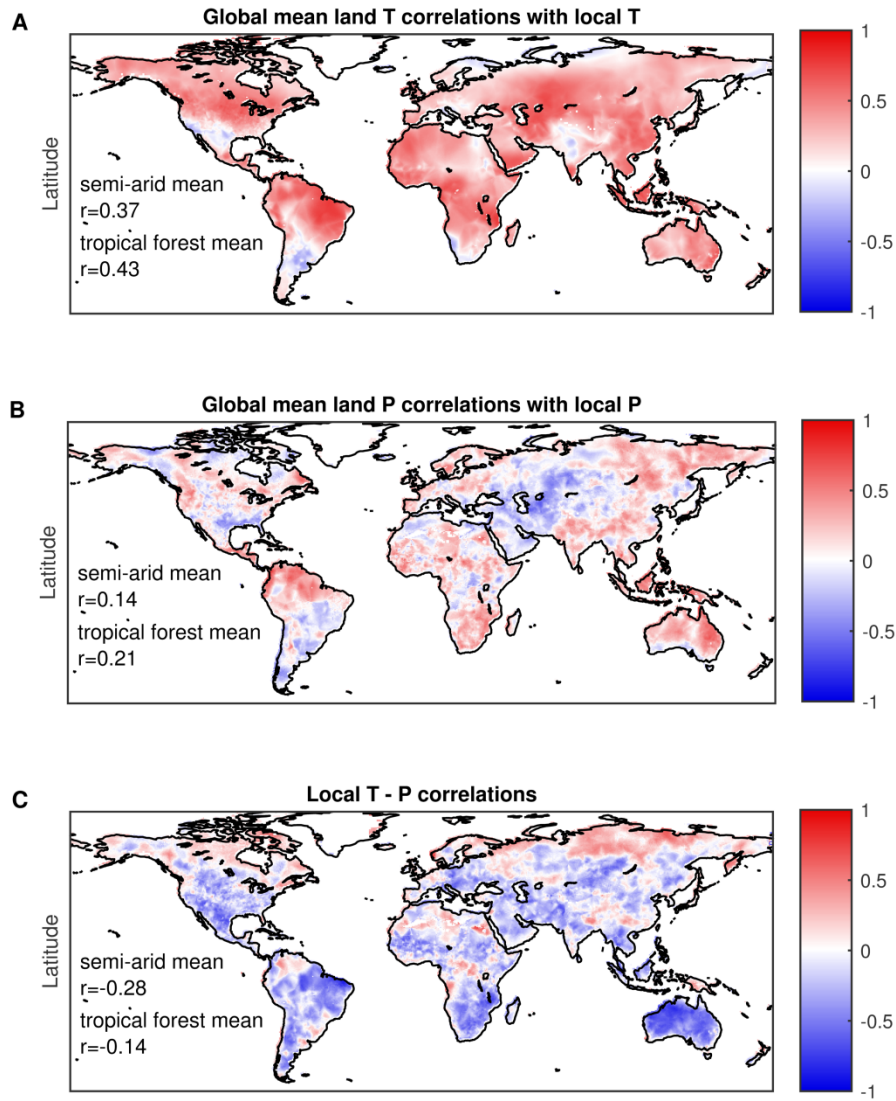 A
Global mean land T correlations with local T
Latitude
semi-arid mean
r=0.37
tropical forest mean
r=0.43
1
0.5
0
-0.5
-1
B
Global mean land P correlations with local P
Latitude
semi-arid mean
r=0.14
tropical forest mean
r=0.21
1
0.5
0
-0.5
-1
C
Local T - P correlations
Latitude
semi-arid mean
r=-0.28
tropical forest mean
r=-0.14
1
0.5
0
-0.5
-1